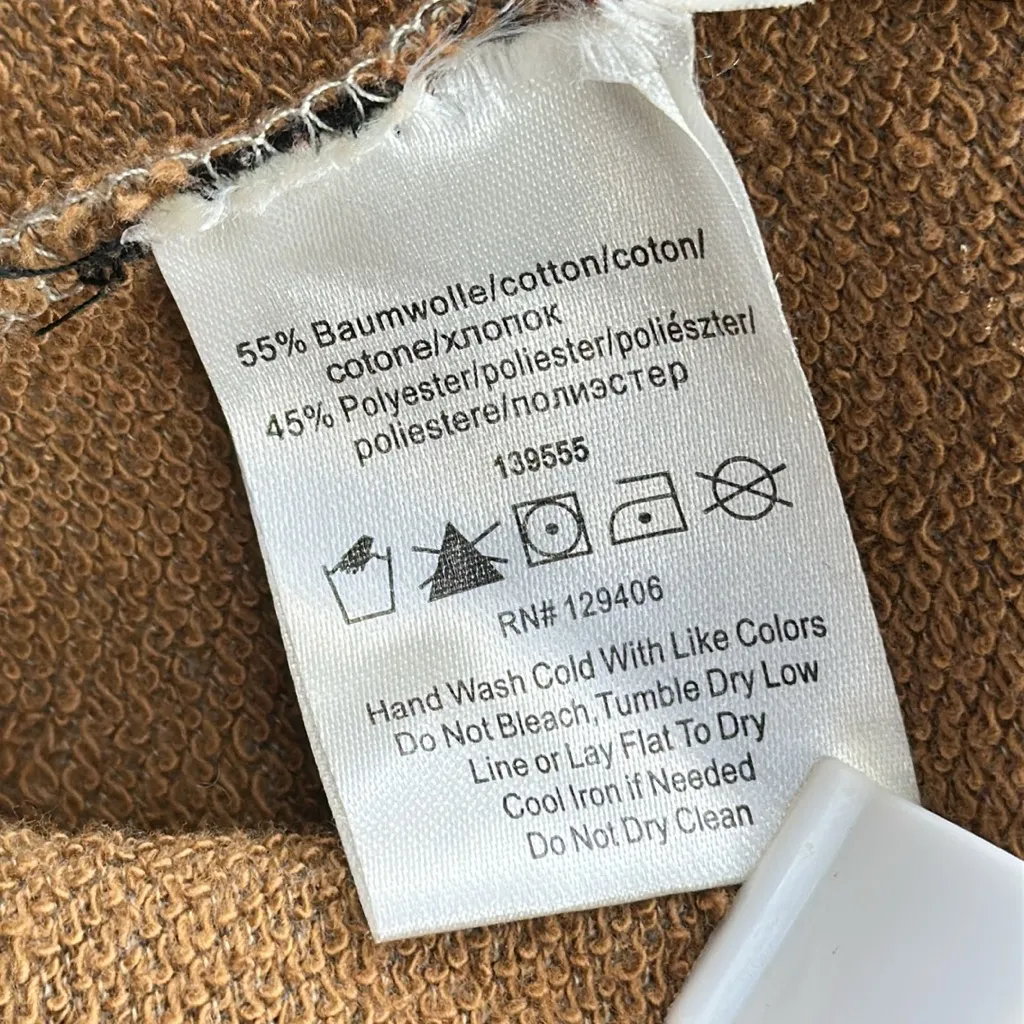 55% Baumwolle/cotton/coton/
cotone/хлопок
45% Polyester/poliester/poliészter/
poliestere/полиэстер
139555
RN# 129406
Hand Wash Cold With Like Colors
Do Not Bleach,Tumble Dry Low
Line or Lay Flat To Dry
Cool Iron if Needed
Do Not Dry Clean